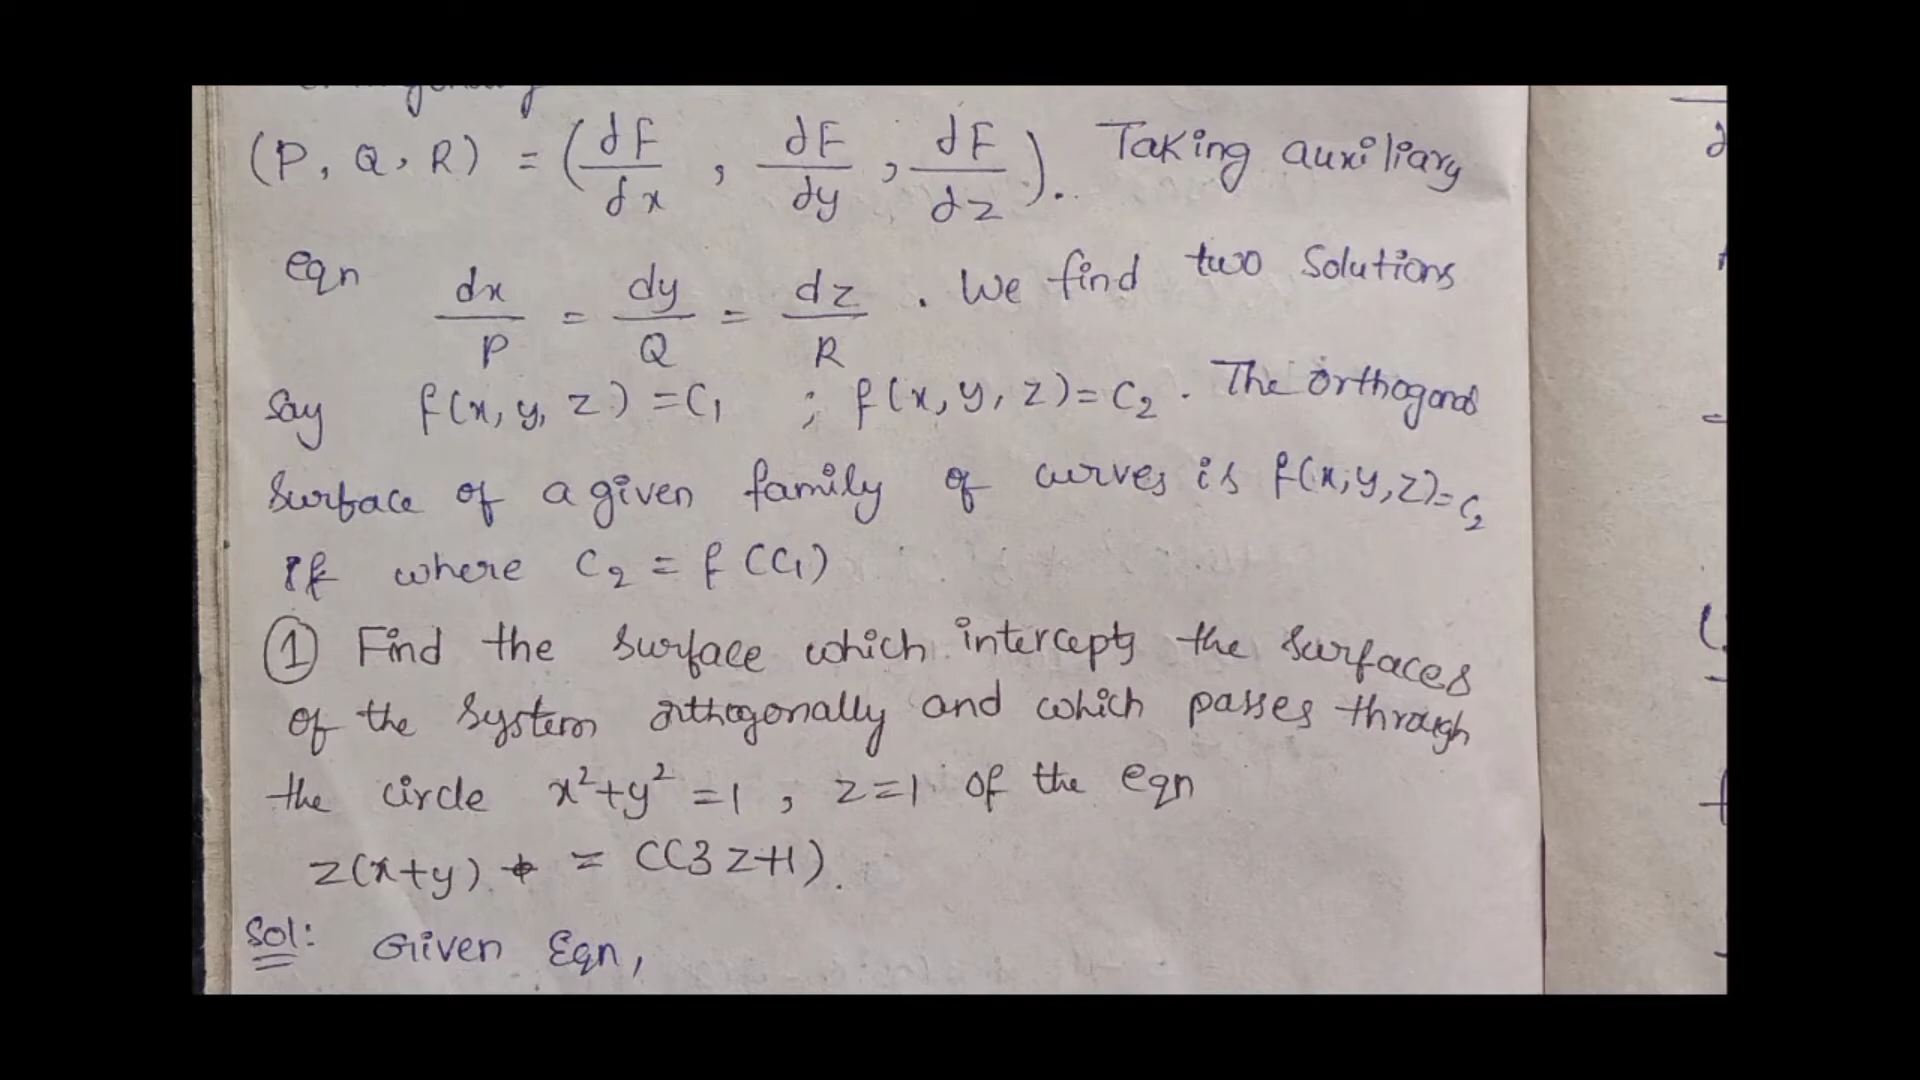 (P, Q, R) = (∂F/∂x, ∂F/∂y, ∂F/∂z). Taking auxiliary
eqn dx/P = dy/Q = dz/R . We find two Solutions
Say f(x, y, z) = C₁ ; f(x, y, z) = C₂ . The orthogonal
Surface of a given family of curves is f(x, y, z) = C₂
If where C₂ = f(C₁)
① Find the surface which intercepts the surfaces
of the system orthogonally and which passes through
the circle x²+y² = 1 , z=1 of the eqn
z(x+y) = C(3z+1).
Sol: Given Eqn,